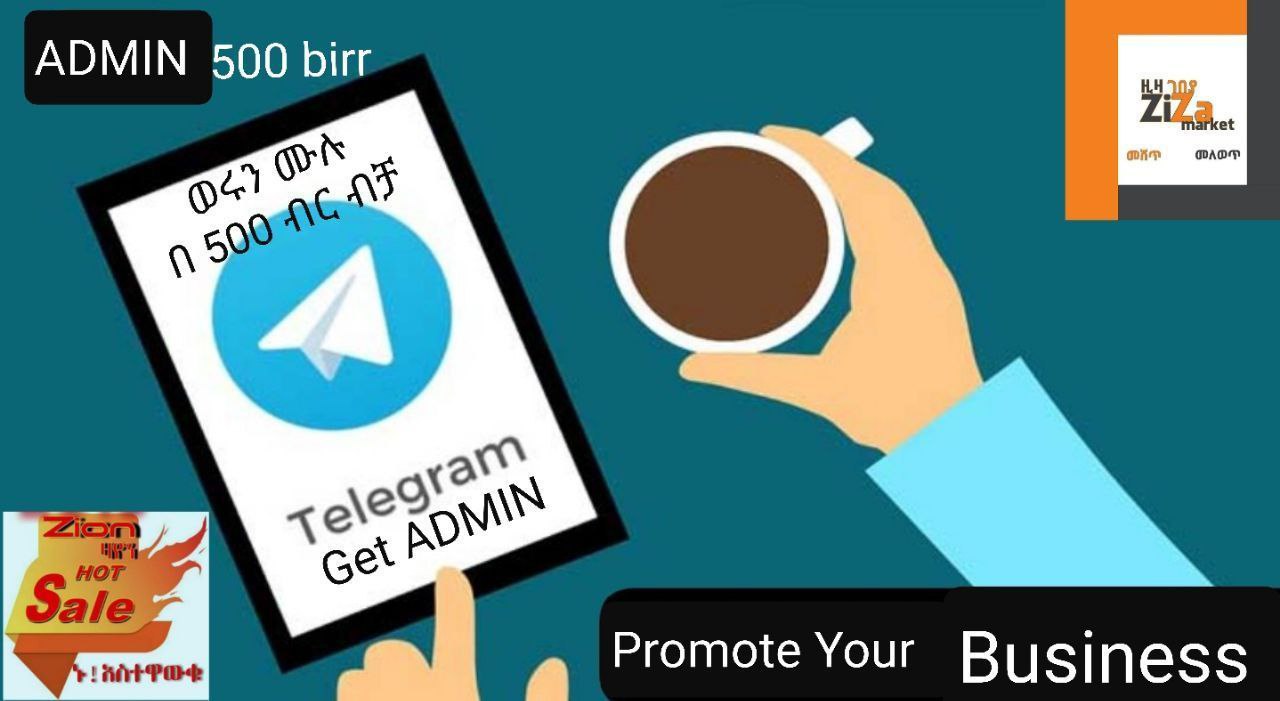 ADMIN 500 birr
ወሩን ሙሉ
በ 500 ብር ብቻ
Telegram
Get ADMIN
ዚዛ ገበያ
ZiZa
market
መሸጥ መለወጥ
Zion
ዛየን
HOT
Sale
ኑ ! አስተዋውቁ
Promote Your Business